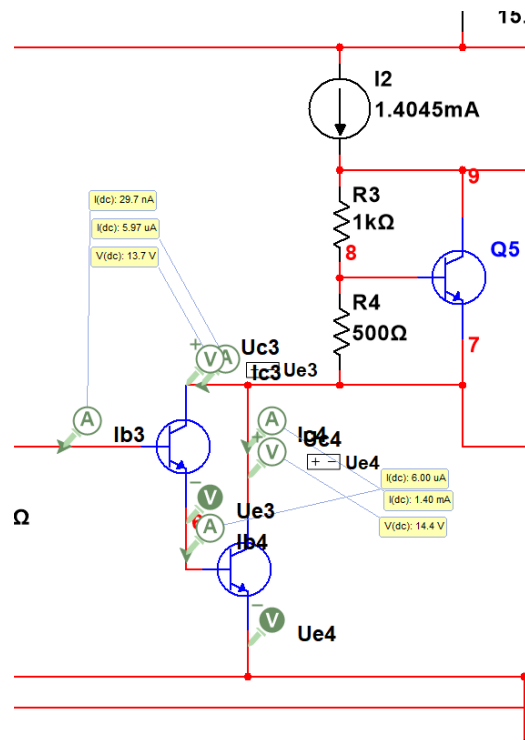 15.
I2
1.4045mA
9
I(dc): 29.7 nA
R3
1kΩ
I(dc): 5.97 uA
8
Q5
V(dc): 13.7 V
R4
500Ω
7
+
V
A
Uc3
+ -
Ue3
Ic3
A
Ib3
A
Ic4
Uc4
+
V
+ -
Ue4
I(dc): 6.00 uA
I(dc): 1.40 mA
V
Ω
Ue3
A
V(dc): 14.4 V
Ib4
V
Ue4